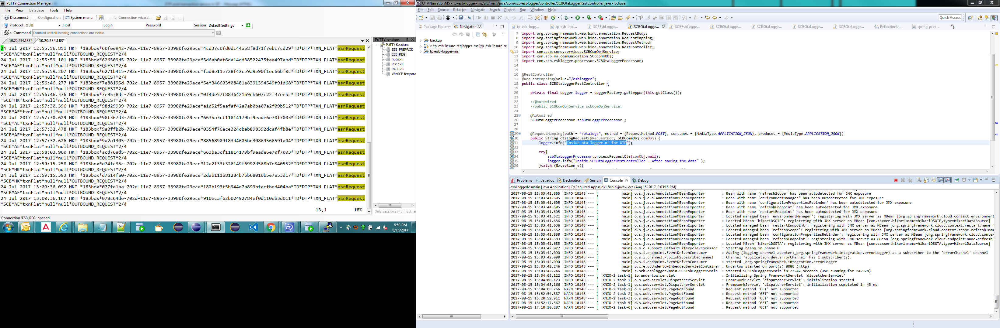 PuTTY Connection Manager
File View Database Tools Help
Disconnect Configuration System menu Connection wizard...
Protocol SSH Host Login Password Session Default Settings
Command Disabled until all listening connections are visible.
10.20.234.183* 10.20.234.183*
24 Jul 2017 12:55:56.851 HKT *183box*60fee942-702c-11e7-8957-33980fe29ece*4cd37c0fd0dc44ae8f8d71f7ebc7cd29*TD*DTP*TXN_FLAT*esrRequest
*SCB*AE*txnFlat*null*null*OUTBOUND_REQUEST*2/4
24 Jul 2017 12:55:59.101 HKT *183box*626509d5-702c-11e7-8957-33980fe29ece*5d6ab0af6da14dd38522475fae497abd*TD*DTP*TXN_FLAT*esrRequest
*SCB*AE*txnFlat*null*null*OUTBOUND_REQUEST*2/4
24 Jul 2017 12:55:59.207 HKT *183box*6271b415-702c-11e7-8957-33980fe29ece*fad8e11e728f42ce9a9e90f1ec66bf0c*TD*DTP*TXN_FLAT*esrRequest
*SCB*AE*txnFlat*null*null*OUTBOUND_REQUEST*2/4
24 Jul 2017 12:56:46.277 HKT *183box*7e88195d-702c-11e7-8957-33980fe29ece*5ef346603f08481e8391394549f91d68*TD*DTP*TXN_FLAT*esrRequest
*SCB*HK*txnFlat*null*null*OUTBOUND_REQUEST*2/4
24 Jul 2017 12:56:46.376 HKT *183box*7e9538dc-702c-11e7-8957-33980fe29ece*0f4de57f8836421b9cb607c22f37eebc*TD*DTP*TXN_FLAT*esrRequest
*SCB*HK*txnFlat*null*null*OUTBOUND_REQUEST*2/4
24 Jul 2017 12:57:30.396 HKT *183box*98d29939-702c-11e7-8957-33980fe29ece*a1d52f5eafaf42a7ab0ba07a2f09b512*TD*DTP*TXN_FLAT*esrRequest
*SCB*AE*txnFlat*null*null*OUTBOUND_REQUEST*2/4
24 Jul 2017 12:57:30.629 HKT *183box*98f367d3-702c-11e7-8957-33980fe29ece*663ba3cf11814179bf9eade6e70f7003*TD*DTP*TXN_FLAT*esrRequest
*SCB*AE*txnFlat*null*null*OUTBOUND_REQUEST*2/4
24 Jul 2017 12:57:32.478 HKT *183box*9a0ffb2b-702c-11e7-8957-33980fe29ece*0354f76ece324cbab898392dcaf4fb8e*TD*DTP*TXN_FLAT*esrRequest
*SCB*AE*txnFlat*null*null*OUTBOUND_REQUEST*2/4
24 Jul 2017 12:57:32.626 HKT *183box*9a2a1305-702c-11e7-8957-33980fe29ece*88568909f83d4605be30869566591a04*TD*DTP*TXN_FLAT*esrRequest
*SCB*AE*txnFlat*null*null*OUTBOUND_REQUEST*2/4
24 Jul 2017 12:58:03.960 HKT *183box*acd76ad5-702c-11e7-8957-33980fe29ece*663ba3cf11814179bf9eade6e70f7003*TD*DTP*TXN_FLAT*esrRequest
*SCB*AE*txnFlat*null*null*OUTBOUND_REQUEST*2/4
24 Jul 2017 12:59:15.258 HKT *183box*d74fc35c-702c-11e7-8957-33980fe29ece*12a2133f326149f6992d568b7e340552*TD*DTP*TXN_FLAT*esrRequest
*SCB*HK*txnFlat*null*null*OUTBOUND_REQUEST*2/4
24 Jul 2017 12:59:15.393 HKT *183box*d7614fa0-702c-11e7-8957-33980fe29ece*2dab111681284b7bb68010b5e7e53d17*TD*DTP*TXN_FLAT*esrRequest
*SCB*HK*txnFlat*null*null*OUTBOUND_REQUEST*2/4
24 Jul 2017 13:00:36.092 HKT *183box*077fe1aa-702d-11e7-8957-33980fe29ece*182b193f5b944e7a899bfacfbed404ba*TD*DTP*TXN_FLAT*esrRequest
*SCB*AE*txnFlat*null*null*OUTBOUND_REQUEST*2/4
24 Jul 2017 13:00:36.167 HKT *183box*078c64de-702d-11e7-8957-33980fe29ece*910ecaf62b02492784ef0d110eb3d011*TD*DTP*TXN_FLAT*esrRequest
*SCB*AE*txnFlat*null*null*OUTBOUND_REQUEST*2/4
13,1 18%
Connection 'ESB_REG' opened
PuTTY sessions
PuTTY Sessions
ESB_PREPROD
ESB_REG
hudson
PG1173
RG1173
WinSCP tempora
Only sessions with hostna
6:50 PM
8/15/2017
OTANarrationMS - tp-esb-logger-ms/src/main/java/com/scb/esblogger/controller/SCBOtaLoggerRestController.java - Eclipse
File Edit Source Refactor Navigate Search Project Run Window Help
Quick Access
Package Explorer Navigator
backup
> tp-esb-insure-reqlogger-ms [tp-esb-insure-re
tp-esb-logger-ms
tp-esb-logg... tp-esb-insu... SCBEsbLogge... SCBOtaLogge... SCBEsbLogge... SCBOtaLogge... SCBOtaLogge... SCBOtaLogge... SCBOtaLogge... ReflectionU... spring-proc... »3
7 import org.springframework.web.bind.annotation.RequestBody;
8 import org.springframework.web.bind.annotation.RequestMapping;
9 import org.springframework.web.bind.annotation.RequestMethod;
10 import org.springframework.web.bind.annotation.RestController;
11 import com.scb.core.services.SCBComObjService;
12 import com.scb.ms.communication.SCBCommObj;
13 import com.scb.esblogger.processor.SCBOtaLoggerProcessor;
14
15
16 @RestController
17 @RequestMapping(value="/esblogger")
18 public class SCBOtaLoggerRestController {
19
20 private final Logger logger = LoggerFactory.getLogger(this.getClass());
21
22 //@Autowired
23 //public SCBComObjService scbComObjService;
24
25 @Autowired
26 SCBOtaLoggerProcessor scbOtaLoggerProcessor ;
27
28
29 @RequestMapping(path = "/otalogs", method = {RequestMethod.POST}, consumes = {MediaType.APPLICATION_JSON}, produces = {MediaType.APPLICATION_JSON})
30 public String otaLogRequest(@RequestBody SCBCommObj comObj) {
31 logger.info("Inside ota logger ms for OTP");
32
33 try{
34 scbOtaLoggerProcessor.processRequestOta(comObj,null);
35 logger.info("Inside SCBOtaLoggerRestController - After saving the data" );
36 }catch (Exception e){
Problems Javadoc Declaration Search Console Debug
esbLoggerMsmain [Java Application] C:\Required Apps\jdk1.8\bin\javaw.exe (Aug 15, 2017, 3:03:16 PM)
2017-08-15 15:03:41.605 INFO 10148 --- [ main] o.s.j.e.a.AnnotationMBeanExporter : Bean with name 'refreshScope' has been autodetected for JMX exposure
2017-08-15 15:03:41.605 INFO 10148 --- [ main] o.s.j.e.a.AnnotationMBeanExporter : Bean with name 'environmentManager' has been autodetected for JMX exposure
2017-08-15 15:03:41.605 INFO 10148 --- [ main] o.s.j.e.a.AnnotationMBeanExporter : Bean with name 'configurationPropertiesRebinder' has been autodetected for JMX exposure
2017-08-15 15:03:41.605 INFO 10148 --- [ main] o.s.j.e.a.AnnotationMBeanExporter : Bean with name 'refreshEndpoint' has been autodetected for JMX exposure
2017-08-15 15:03:41.605 INFO 10148 --- [ main] o.s.j.e.a.AnnotationMBeanExporter : Bean with name 'restartEndpoint' has been autodetected for JMX exposure
2017-08-15 15:03:41.621 INFO 10148 --- [ main] o.s.j.e.a.AnnotationMBeanExporter : Located managed bean 'environmentManager': registering with JMX server as MBean [org.springframework.cloud.context.environment
2017-08-15 15:03:41.636 INFO 10148 --- [ main] o.s.j.e.a.AnnotationMBeanExporter : Located MBean 'hikariDSOTP': registering with JMX server as MBean [com.zaxxer.hikari:name=hikariDSOTP,type=HikariDataSource]
2017-08-15 15:03:41.636 INFO 10148 --- [ main] o.s.j.e.a.AnnotationMBeanExporter : Located managed bean 'restartEndpoint': registering with JMX server as MBean [org.springframework.cloud.context.restart:name=r
2017-08-15 15:03:41.652 INFO 10148 --- [ main] o.s.j.e.a.AnnotationMBeanExporter : Located managed bean 'refreshScope': registering with JMX server as MBean [org.springframework.cloud.context.scope.refresh:nam
2017-08-15 15:03:41.668 INFO 10148 --- [ main] o.s.j.e.a.AnnotationMBeanExporter : Located managed bean 'configurationPropertiesRebinder': registering with JMX server as MBean [org.springframework.cloud.contex
2017-08-15 15:03:41.683 INFO 10148 --- [ main] o.s.j.e.a.AnnotationMBeanExporter : Located managed bean 'refreshEndpoint': registering with JMX server as MBean [org.springframework.cloud.endpoint:name=refreshE
2017-08-15 15:03:41.683 INFO 10148 --- [ main] o.s.j.e.a.AnnotationMBeanExporter : Located MBean 'hikariDSSTA': registering with JMX server as MBean [com.zaxxer.hikari:name=hikariDSSTA,type=HikariDataSource]
2017-08-15 15:03:42.027 INFO 10148 --- [ main] o.s.c.support.DefaultLifecycleProcessor : Starting beans in phase 0
2017-08-15 15:03:42.090 INFO 10148 --- [ main] o.s.i.endpoint.EventDrivenConsumer : Adding {logging-channel-adapter:_org.springframework.integration.errorLogger} as a subscriber to the 'errorChannel' channel
2017-08-15 15:03:42.090 INFO 10148 --- [ main] o.s.i.channel.PublishSubscribeChannel : Channel 'application:dev.errorChannel' has 1 subscriber(s).
2017-08-15 15:03:42.090 INFO 10148 --- [ main] o.s.i.endpoint.EventDrivenConsumer : started _org.springframework.integration.errorLogger
2017-08-15 15:03:42.246 INFO 10148 --- [ main] b.c.e.u.UndertowEmbeddedServletContainer : Undertow started on port(s) 8080 (http)
2017-08-15 15:03:42.246 INFO 10148 --- [ main] c.scb.esblogger.main.SCBEsbLoggerMSMain : Started SCBEsbLoggerMSMain in 23.47 seconds (JVM running for 24.978)
2017-08-15 15:04:08.122 INFO 10148 --- [ XNIO-2 task-1] io.undertow.servlet : Initializing Spring FrameworkServlet 'dispatcherServlet'
2017-08-15 15:04:08.123 INFO 10148 --- [ XNIO-2 task-1] o.s.web.servlet.DispatcherServlet : FrameworkServlet 'dispatcherServlet': initialization started
2017-08-15 15:04:08.166 INFO 10148 --- [ XNIO-2 task-1] o.s.web.servlet.DispatcherServlet : FrameworkServlet 'dispatcherServlet': initialization completed in 43 ms
2017-08-15 15:04:08.266 WARN 10148 --- [ XNIO-2 task-1] o.s.web.servlet.PageNotFound : Request method 'GET' not supported
2017-08-15 15:52:54.887 WARN 10148 --- [ XNIO-2 task-2] o.s.web.servlet.PageNotFound : Request method 'GET' not supported
2017-08-15 16:20:52.911 WARN 10148 --- [ XNIO-2 task-3] o.s.web.servlet.PageNotFound : Request method 'GET' not supported
2017-08-15 16:52:17.367 WARN 10148 --- [ XNIO-2 task-5] o.s.web.servlet.PageNotFound : Request method 'GET' not supported
2017-08-15 17:10:10.287 WARN 10148 --- [ XNIO-2 task-6] o.s.web.servlet.PageNotFound : Request method 'GET' not supported